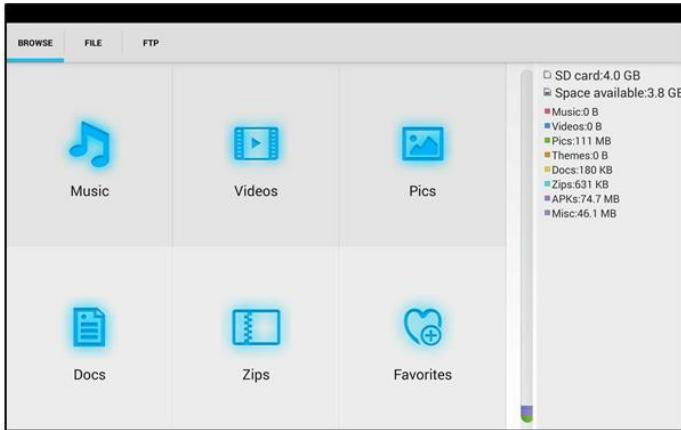 BROWSE FILE FTP
SD card:4.0 GB
Space available:3.8 GB
Music:0 B
Videos:0 B
Pics:111 MB
Themes:0 B
Docs:180 KB
Zips:631 KB
APKs:74.7 MB
Misc:46.1 MB
Music Videos Pics
Docs Zips Favorites